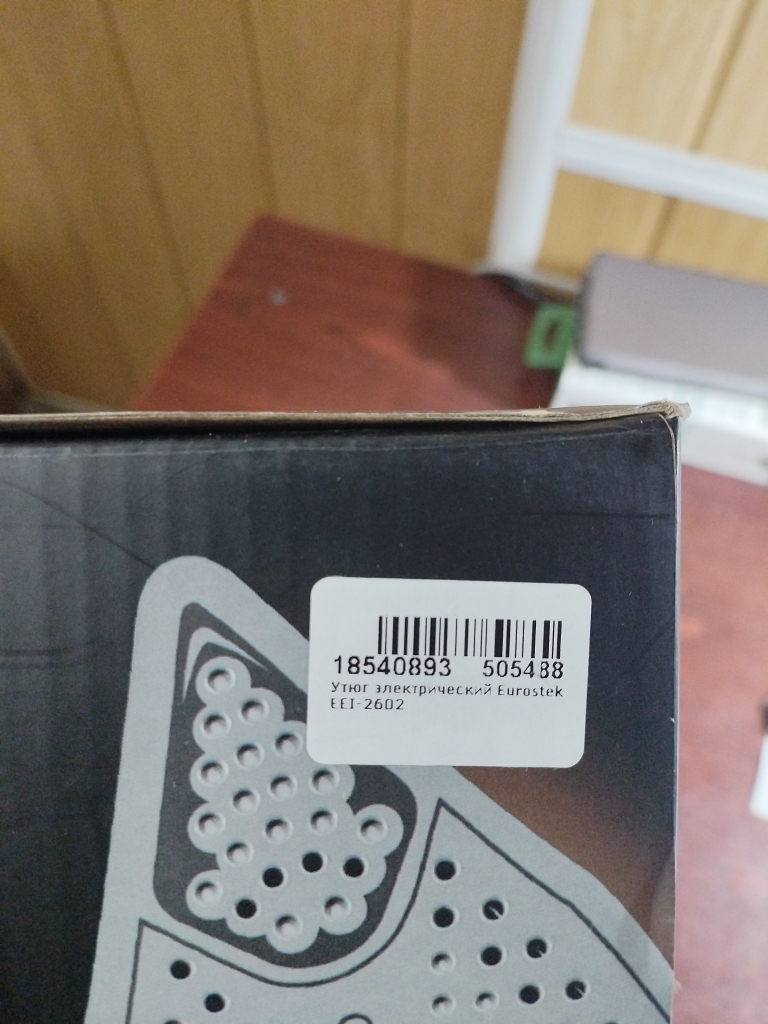 18540893 505488
Утюг электрический Eurostek
EEI-2602